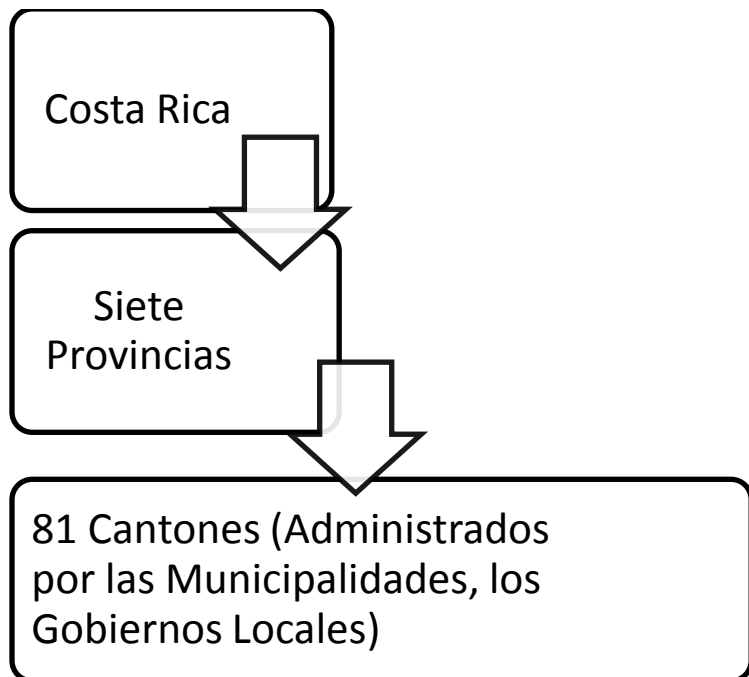 Costa Rica
Siete
Provincias
81 Cantones (Administrados
por las Municipalidades, los
Gobiernos Locales)